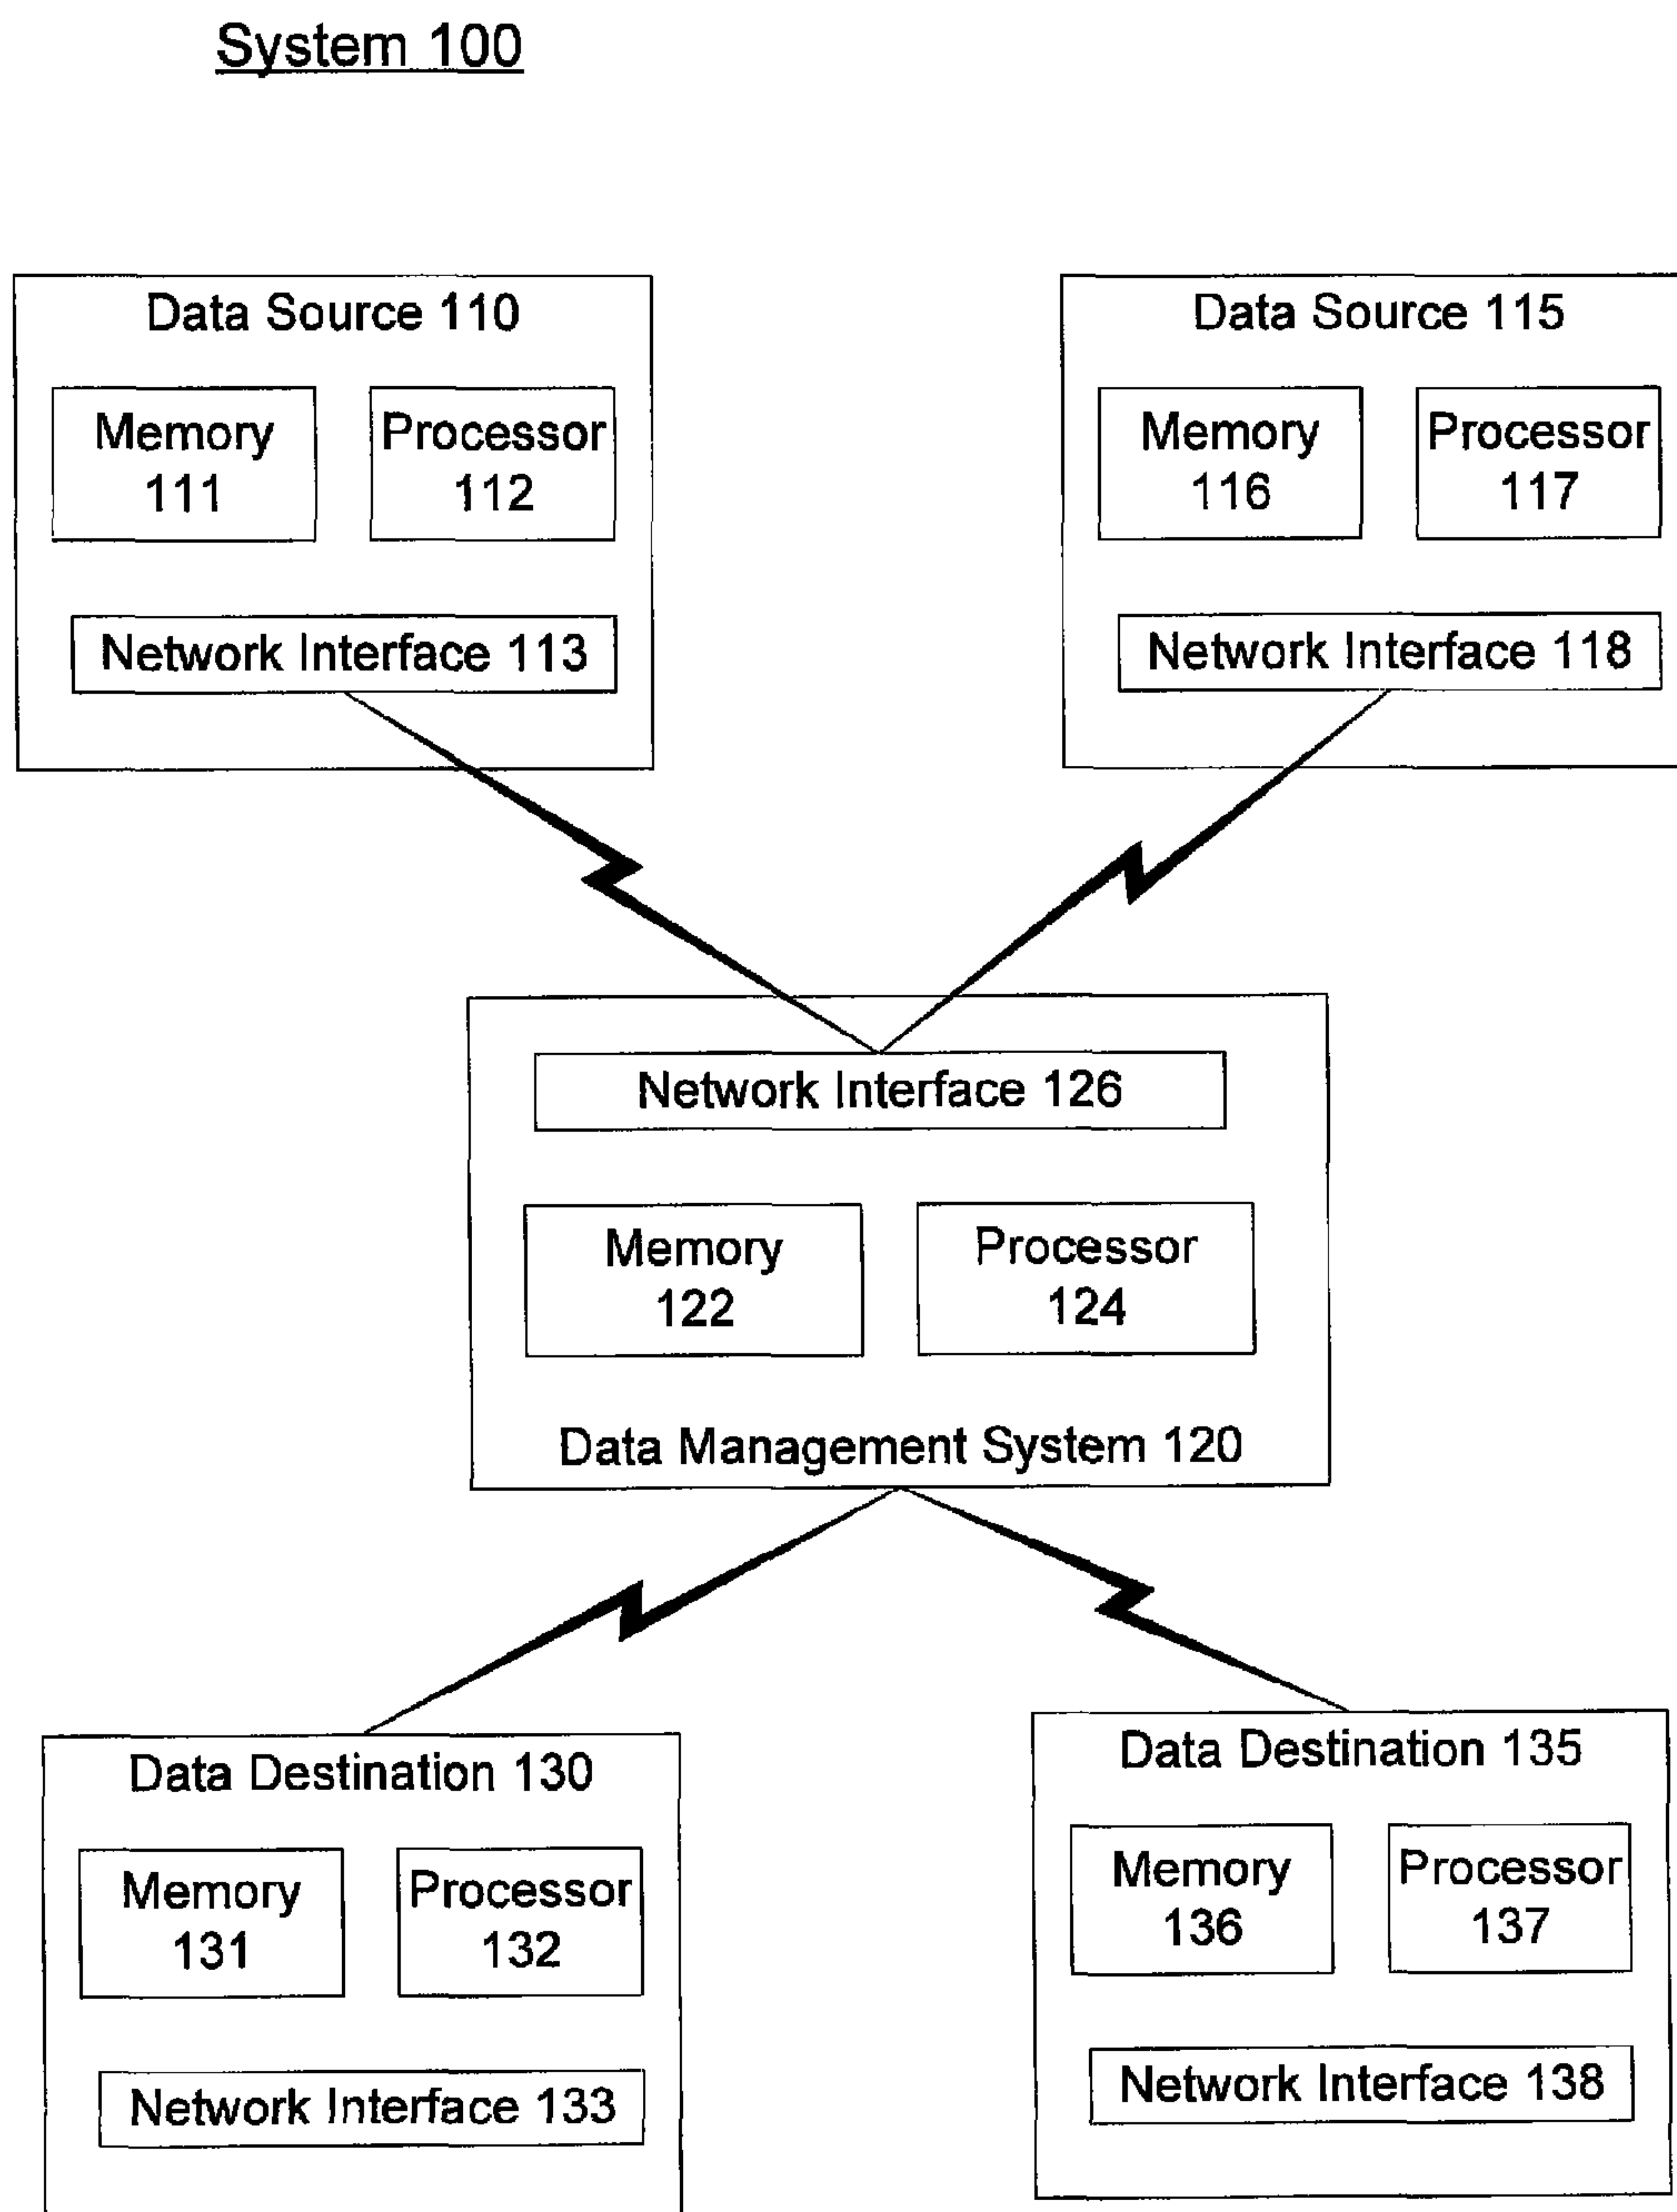 System 100
Data Source 110
Memory
111
Processor
112
Network Interface 113
Data Source 115
Memory
116
Processor
117
Network Interface 118
Network Interface 126
Memory
122
Processor
124
Data Management System 120
Data Destination 130
Memory
131
Processor
132
Network Interface 133
Data Destination 135
Memory
136
Processor
137
Network Interface 138